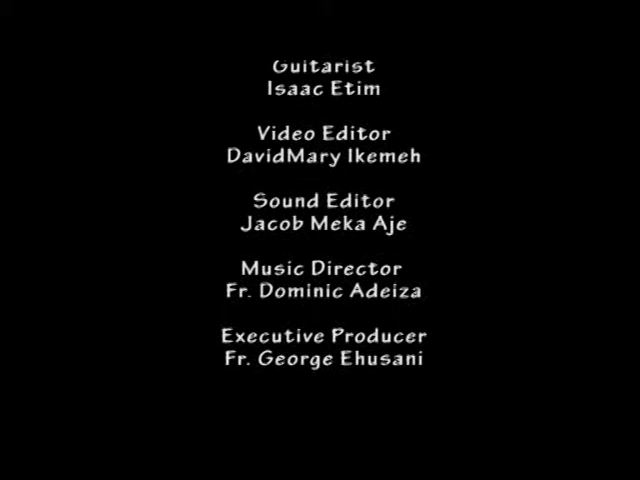 Guitarist
Isaac Etim
Video Editor
DavidMary Ikemeh
Sound Editor
Jacob Meka Aje
Music Director
Fr. Dominic Adeiza
Executive Producer
Fr. George Ehusani